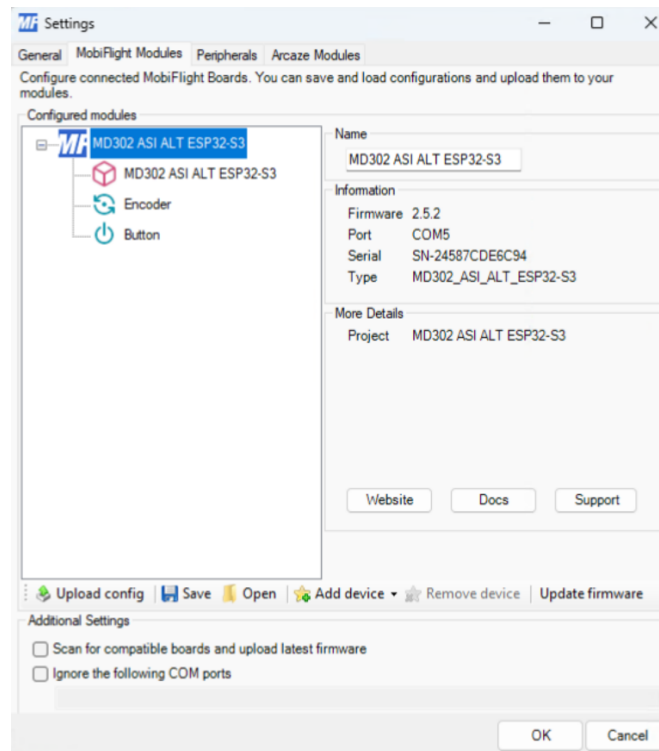 MF Settings
General MobiFlight Modules Peripherals Arcaze Modules
Configure connected MobiFlight Boards. You can save and load configurations and upload them to your
modules.
Configured modules
MF MD302 ASI ALT ESP32-S3
MD302 ASI ALT ESP32-S3
Encoder
Button
Name
MD302 ASI ALT ESP32-S3
Information
Firmware 2.5.2
Port COM5
Serial SN-24587CDE6C94
Type MD302_ASI_ALT_ESP32-S3
More Details
Project MD302 ASI ALT ESP32-S3
Website Docs Support
Upload config Save Open Add device Remove device Update firmware
Additional Settings
Scan for compatible boards and upload latest firmware
Ignore the following COM ports
OK Cancel